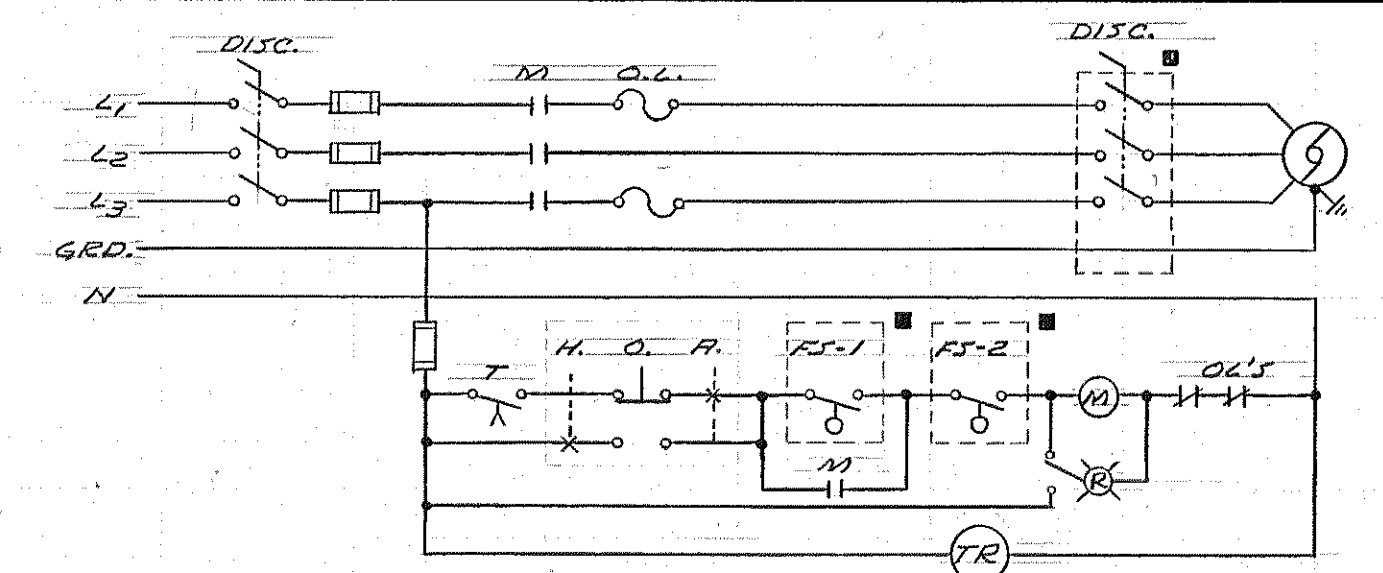 DISC.
DISC.
M
O.L.
L1
L2
L3
GRD.
N
T
H. O. A.
FS-1
FS-2
OL'S
M
M
R
TR